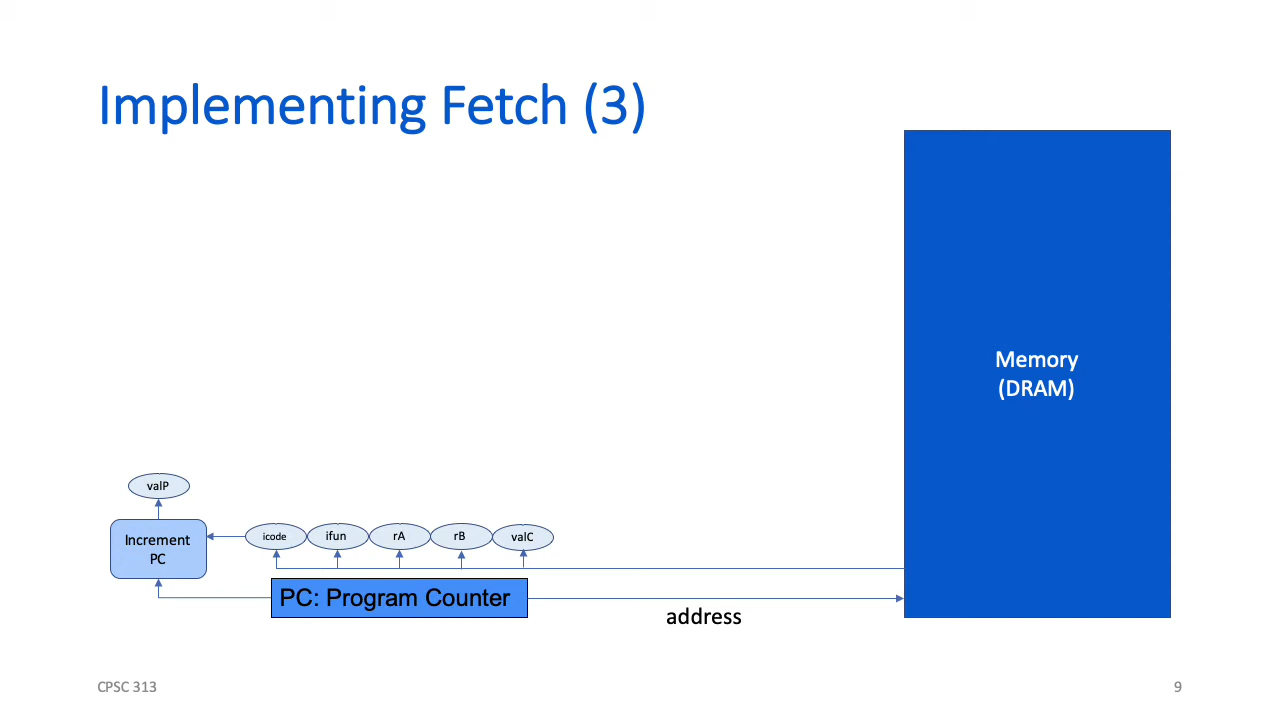 Implementing Fetch (3)
Memory
(DRAM)
valP
Increment
PC
icode
ifun
rA
rB
valC
PC: Program Counter
address
CPSC 313
9